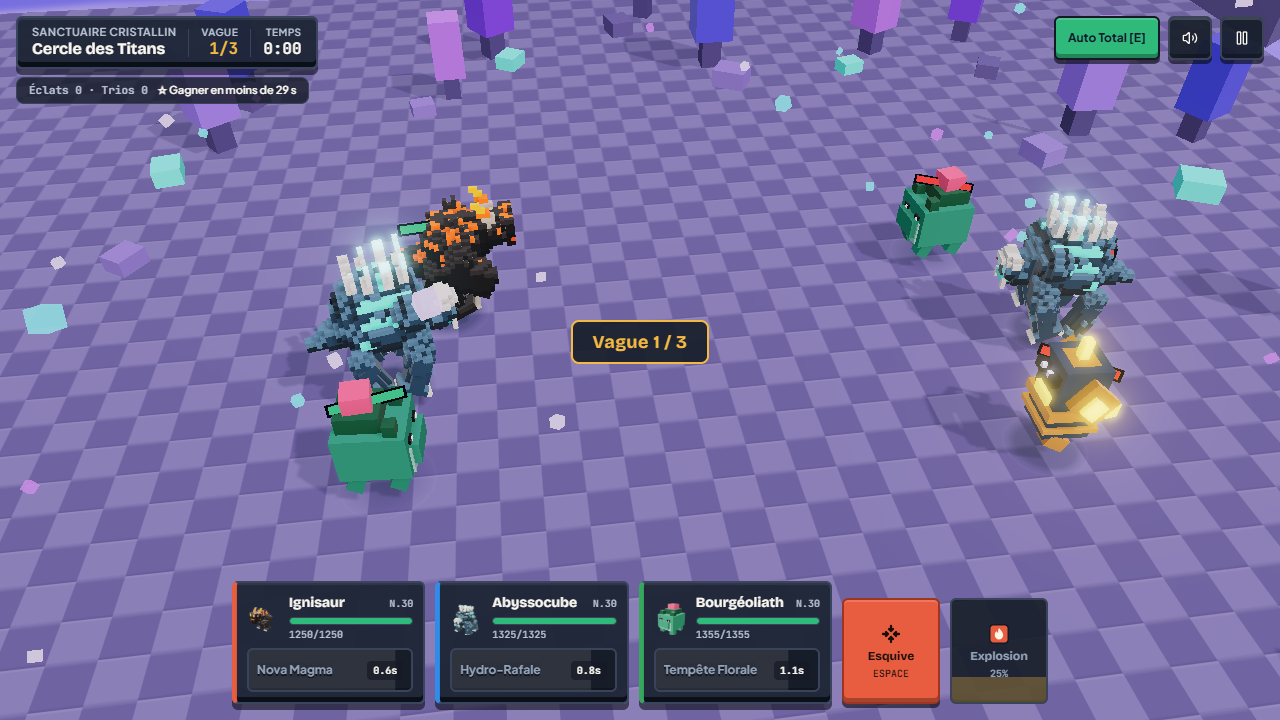 SANCTUAIRE CRISTALLIN
Cercle des Titans
VAGUE
1/3
TEMPS
0:00
Éclats 0 · Trios 0 ★ Gagner en moins de 29 s
Auto Total [E]
Vague 1 / 3
Ignisaur N.30
1250/1250
Nova Magma 0.6s
Abyssocube N.30
1325/1325
Hydro-Rafale 0.8s
Bourgéoliath N.30
1355/1355
Tempête Florale 1.1s
Esquive
ESPACE
Explosion
25%